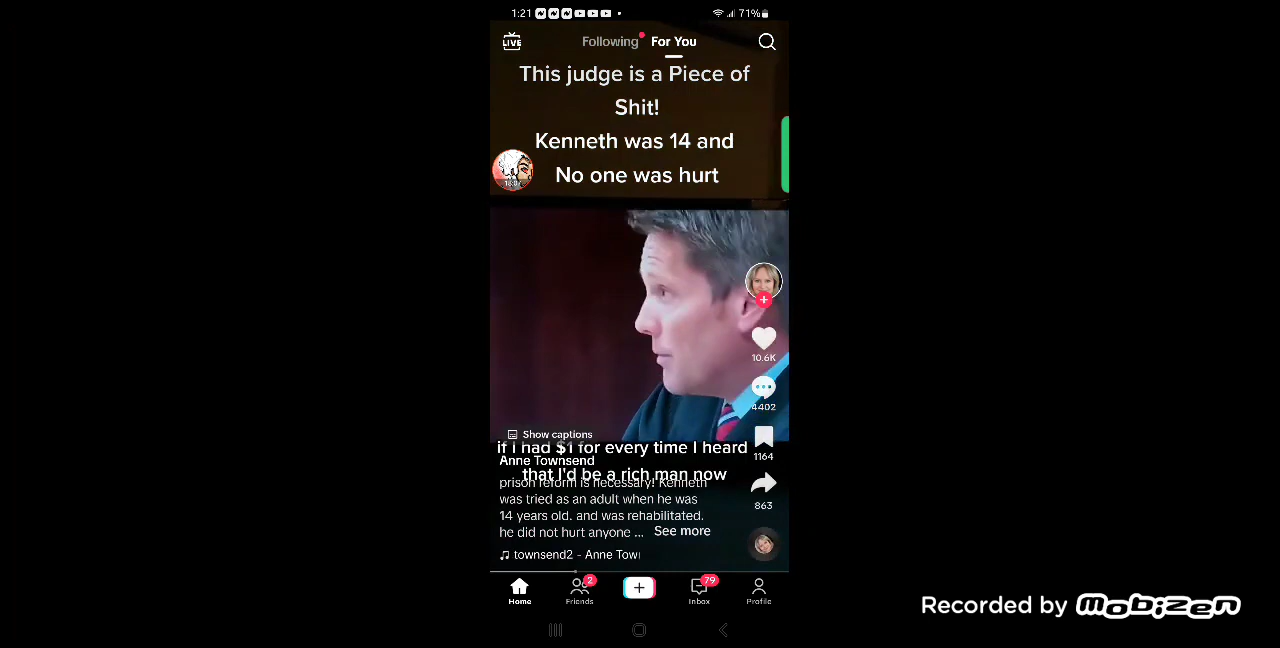 1:21
71%
LIVE
Following
For You
This judge is a Piece of
Shit!
Kenneth was 14 and
No one was hurt
18:07
10.6K
4402
Show captions
if I had $1 for every time I heard
Anne Townsend
that I'd be a rich man now
1164
prison reform is necessary! Kenneth
was tried as an adult when he was
14 years old. and was rehabilitated.
he did not hurt anyone ... See more
863
townsend2 - Anne Town
2
79
Home
Friends
Inbox
Profile
Recorded by MOBIZEN